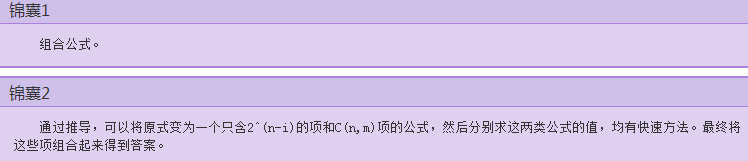 锦囊1
组合公式。
锦囊2
通过推导，可以将原式变为一个只含2^(n-i)的项和C(n,m)项的公式，然后分别求这两类公式的值，均有快速方法。最终将
这些项组合起来得到答案。